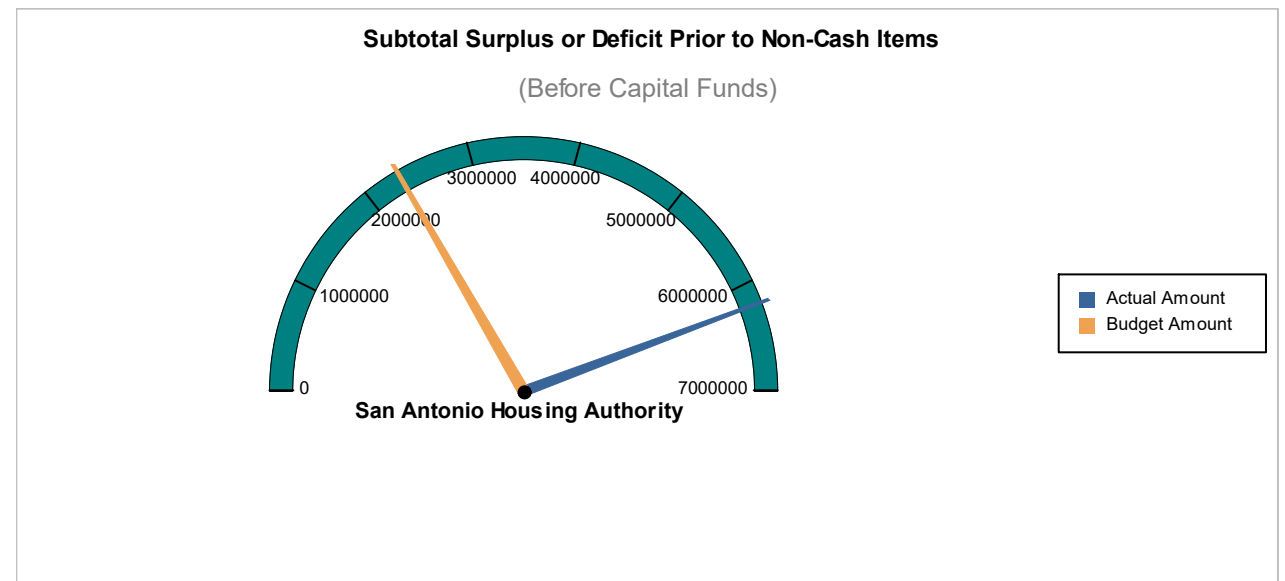 Subtotal Surplus or Deficit Prior to Non-Cash Items
(Before Capital Funds)
3000000
4000000
2000000
5000000
1000000
6000000
0
7000000
San Antonio Housing Authority
Actual Amount
Budget Amount